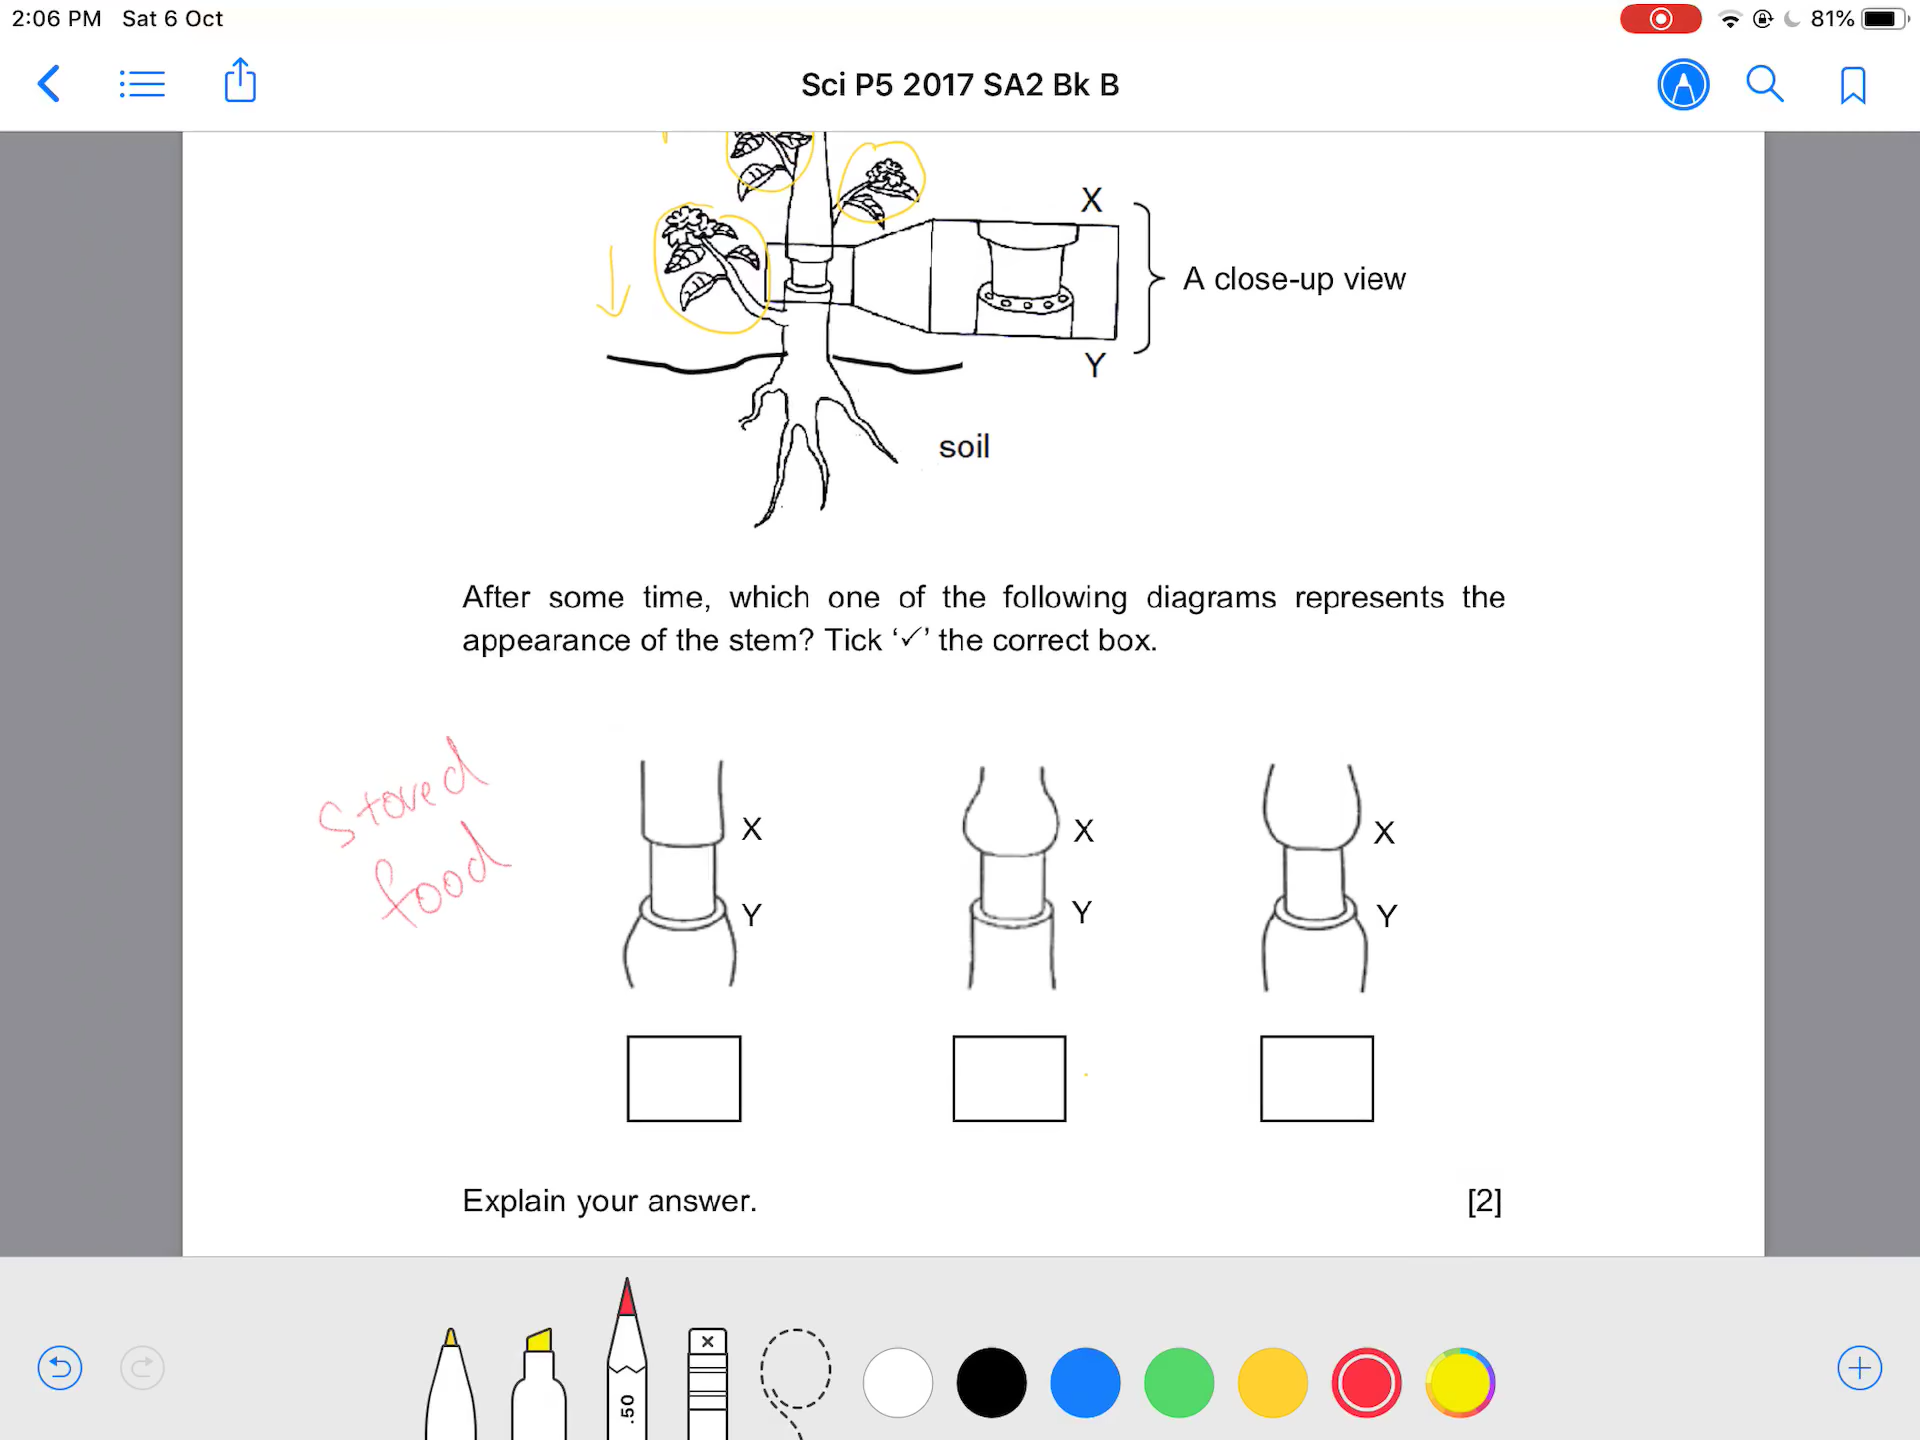 2:06 PM Sat 6 Oct
81%
Sci P5 2017 SA2 Bk B
X
A close-up view
Y
soil
After some time, which one of the following diagrams represents the
appearance of the stem? Tick ‘✓’ the correct box.
Stored
food
X
X
X
Y
Y
Y
Explain your answer. [2]
.50